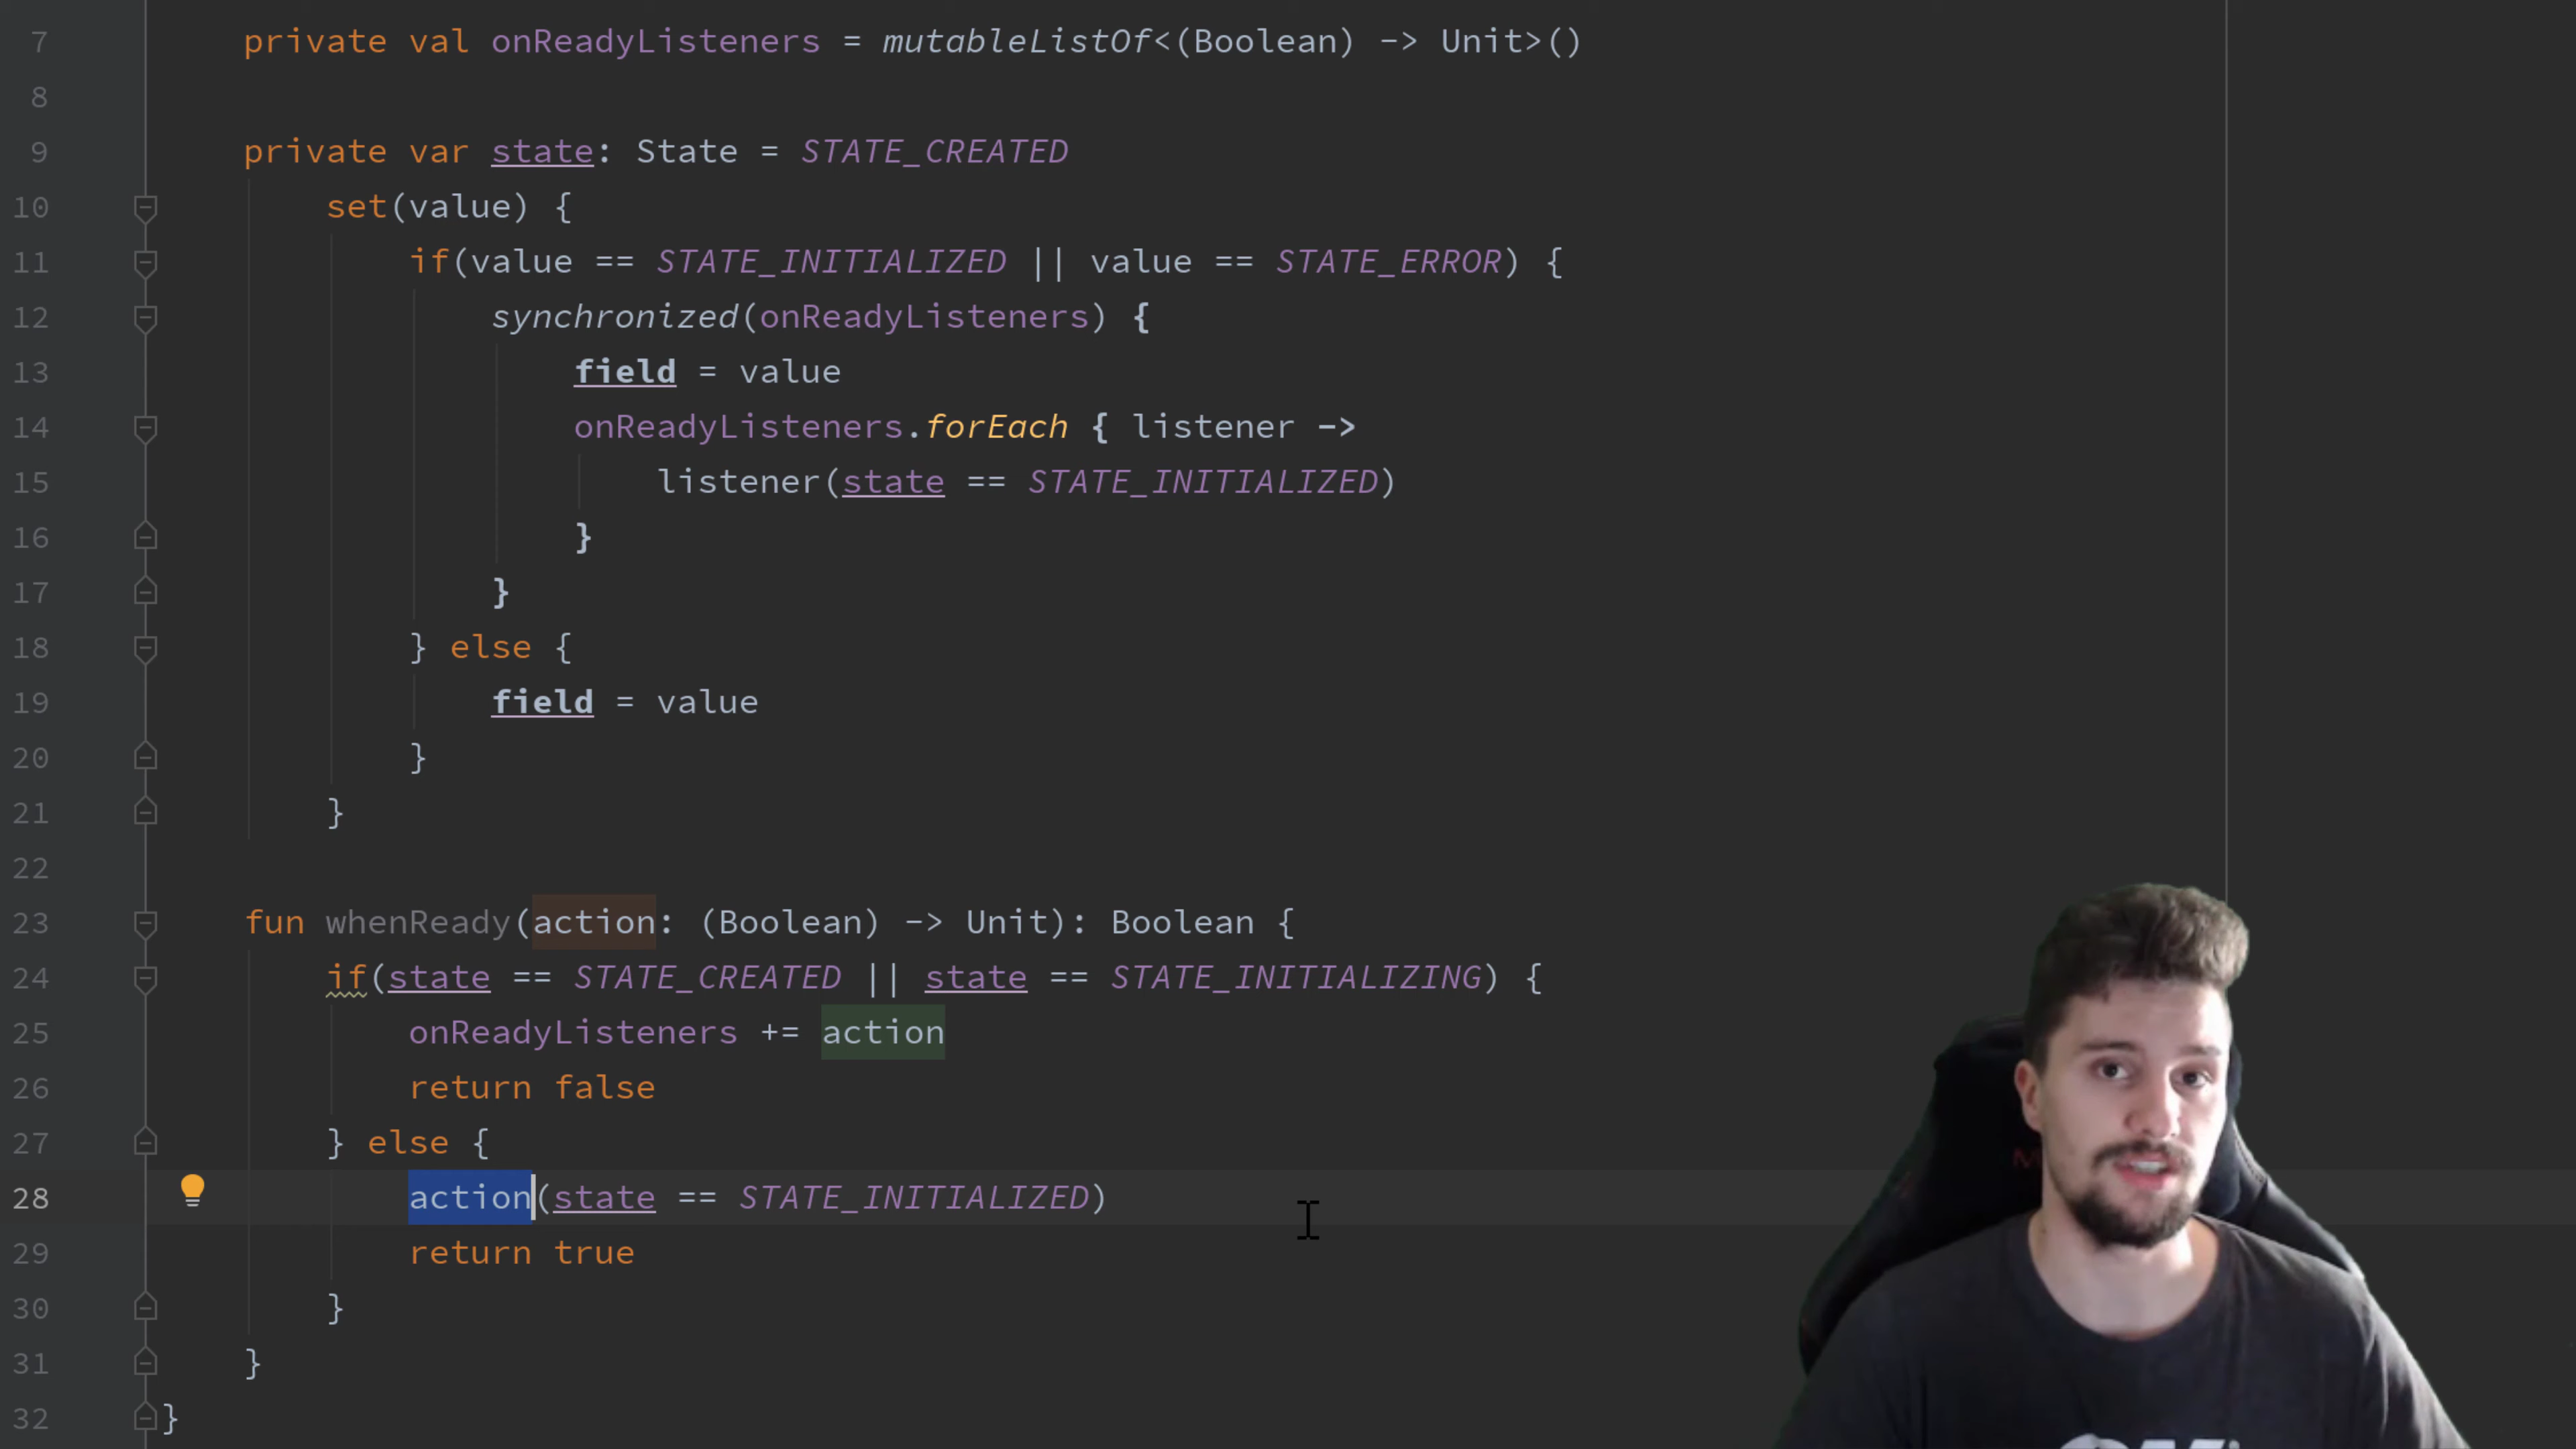 7 private val onReadyListeners = mutableListOf<(Boolean) -> Unit>()
8
9 private var state: State = STATE_CREATED
10 set(value) {
11 if(value == STATE_INITIALIZED || value == STATE_ERROR) {
12 synchronized(onReadyListeners) {
13 field = value
14 onReadyListeners.forEach { listener ->
15 listener(state == STATE_INITIALIZED)
16 }
17 }
18 } else {
19 field = value
20 }
21 }
22
23 fun whenReady(action: (Boolean) -> Unit): Boolean {
24 if(state == STATE_CREATED || state == STATE_INITIALIZING) {
25 onReadyListeners += action
26 return false
27 } else {
28 action(state == STATE_INITIALIZED)
29 return true
30 }
31 }
32 }